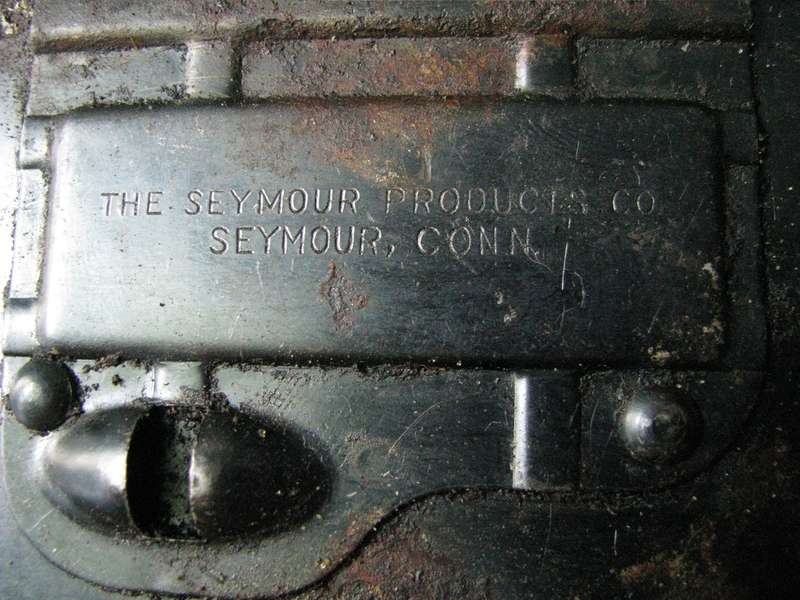 THE SEYMOUR PRODUCTS CO
SEYMOUR, CONN.